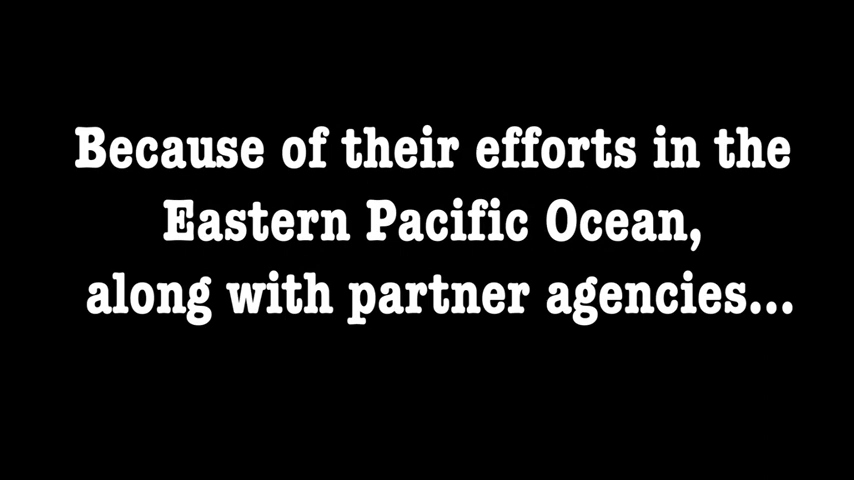 Because of their efforts in the
Eastern Pacific Ocean,
along with partner agencies...